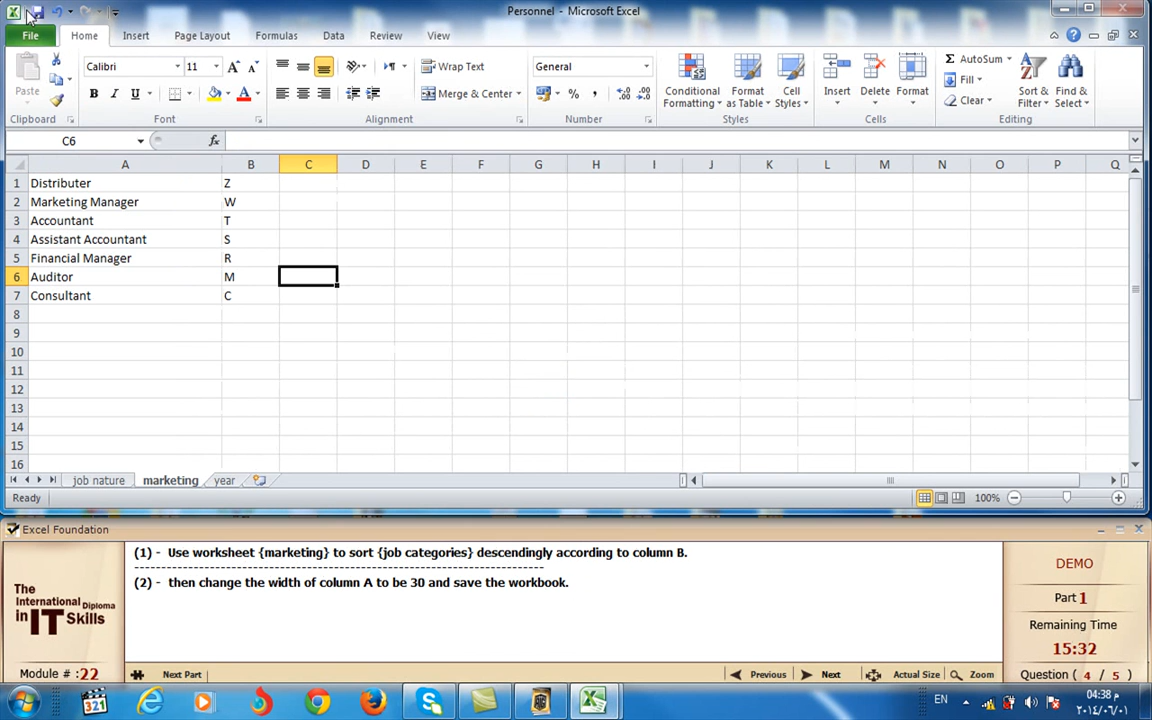 Personnel - Microsoft Excel
File Home Insert Page Layout Formulas Data Review View
Paste
Calibri 11
B I U
Wrap Text
Merge & Center
General
% ,
Conditional Formatting
Format as Table
Cell Styles
Insert Delete Format
AutoSum
Fill
Clear
Sort & Filter
Find & Select
Clipboard Font Alignment Number Styles Cells Editing
C6 fx
A B C D E F G H I J K L M N O P Q
1 Distributer Z
2 Marketing Manager W
3 Accountant T
4 Assistant Accountant S
5 Financial Manager R
6 Auditor M
7 Consultant C
8
9
10
11
12
13
14
15
16
job nature marketing year
Ready 100%
Excel Foundation
(1) - Use worksheet {marketing} to sort {job categories} descendingly according to column B.
(2) - then change the width of column A to be 30 and save the workbook.
The International Diploma in IT Skills
Module # :22
DEMO
Part 1
Remaining Time
15:32
Question ( 4 / 5 )
Next Part Previous Next Actual Size Zoom
321
EN
04:38 م
٢٠١٤/٠٦/٠١